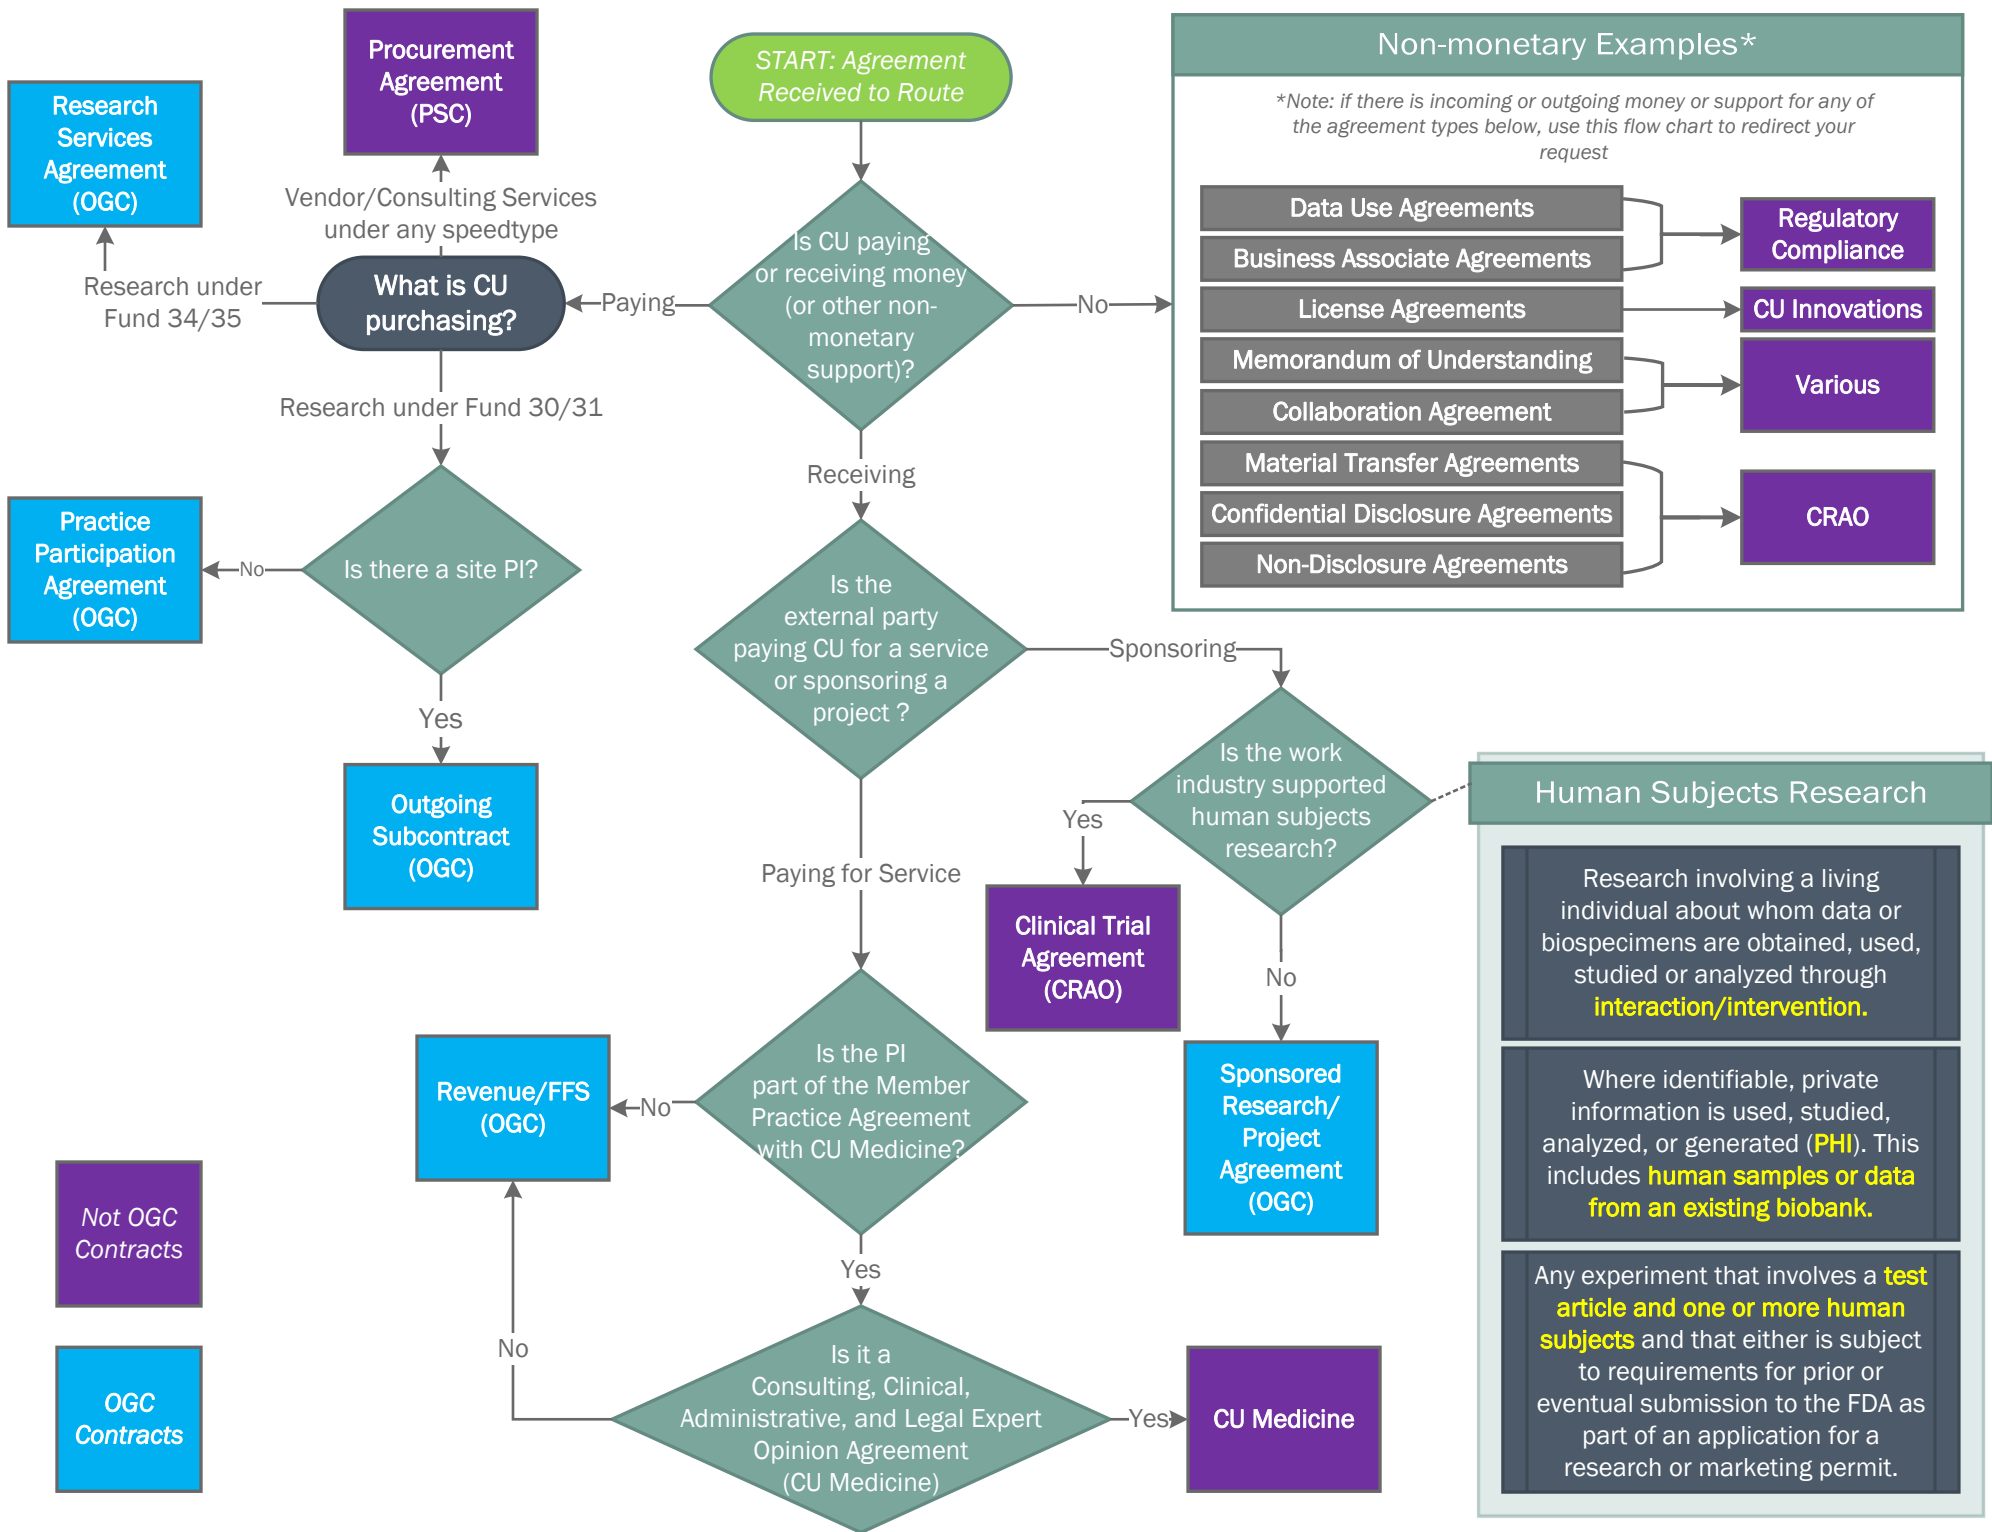 START: Agreement
Received to Route
Is CU paying
or receiving money
(or other non-
monetary
support)?
Paying
No
Receiving
What is CU
purchasing?
Vendor/Consulting Services
under any speedtype
Procurement
Agreement
(PSC)
Research under
Fund 34/35
Research
Services
Agreement
(OGC)
Research under Fund 30/31
Is there a site PI?
No
Practice
Participation
Agreement
(OGC)
Yes
Outgoing
Subcontract
(OGC)
Non-monetary Examples*
*Note: if there is incoming or outgoing money or support for any of
the agreement types below, use this flow chart to redirect your
request
Data Use Agreements
Business Associate Agreements
Regulatory
Compliance
License Agreements
CU Innovations
Memorandum of Understanding
Collaboration Agreement
Various
Material Transfer Agreements
Confidential Disclosure Agreements
Non-Disclosure Agreements
CRAO
Is the
external party
paying CU for a service
or sponsoring a
project ?
Sponsoring
Is the work
industry supported
human subjects
research?
Yes
Clinical Trial
Agreement
(CRAO)
No
Sponsored
Research/
Project
Agreement
(OGC)
Paying for Service
Is the PI
part of the Member
Practice Agreement
with CU Medicine?
No
Revenue/FFS
(OGC)
Yes
Is it a
Consulting, Clinical,
Administrative, and Legal Expert
Opinion Agreement
(CU Medicine)
No
Yes
CU Medicine
Human Subjects Research
Research involving a living
individual about whom data or
biospecimens are obtained, used,
studied or analyzed through
interaction/intervention.
Where identifiable, private
information is used, studied,
analyzed, or generated (PHI). This
includes human samples or data
from an existing biobank.
Any experiment that involves a test
article and one or more human
subjects and that either is subject
to requirements for prior or
eventual submission to the FDA as
part of an application for a
research or marketing permit.
Not OGC
Contracts
OGC
Contracts